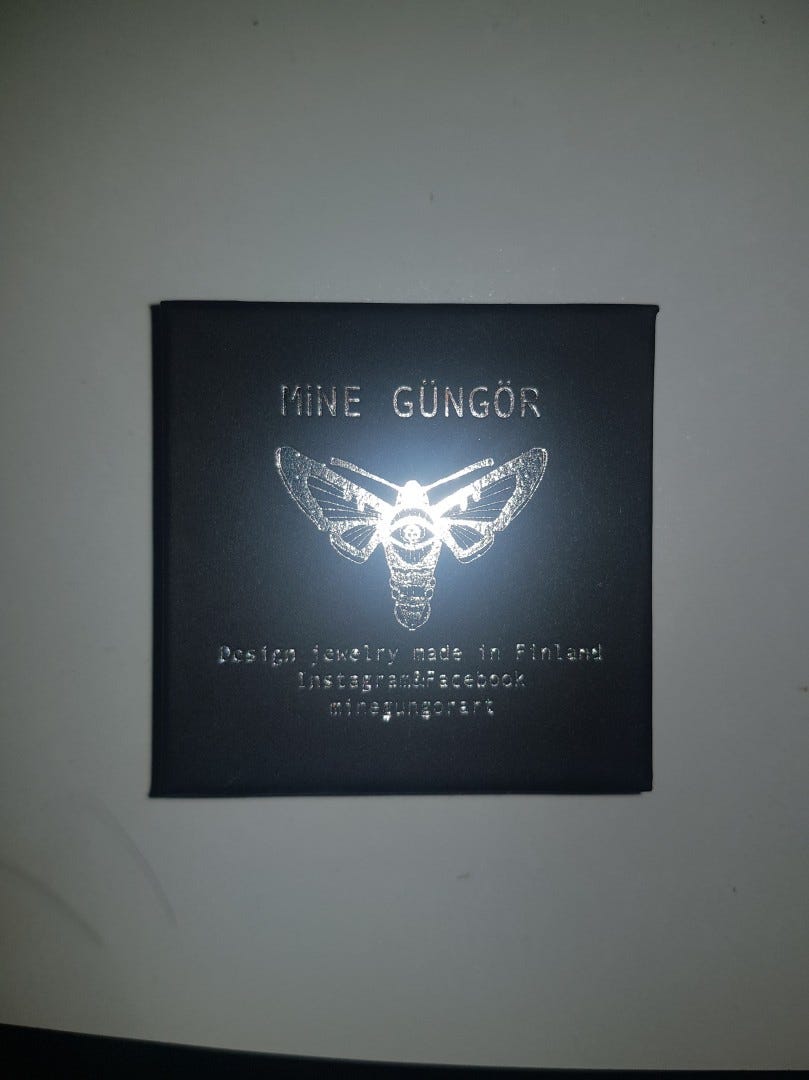 MiNE GÜNGÖR
Design jewelry made in Finland
Instagram&Facebook
minegungorart